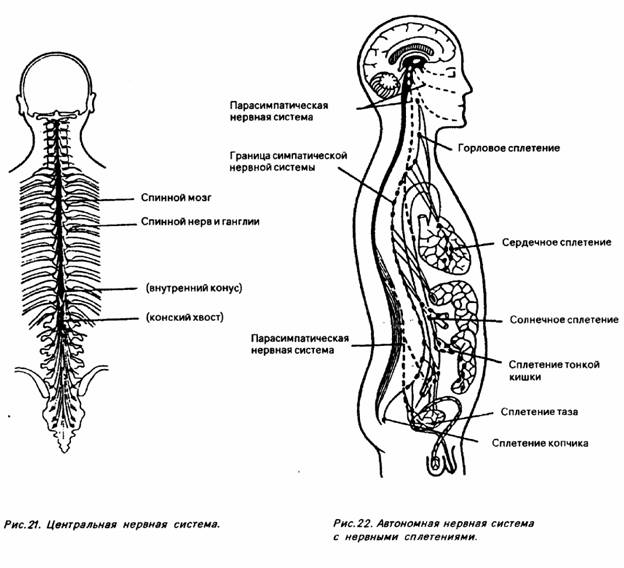 Спинной мозг
Спинной нерв и ганглии
(внутренний конус)
(конский хвост)
Парасимпатическая
нервная система
Граница симпатической
нервной системы
Горловое сплетение
Сердечное сплетение
Солнечное сплетение
Парасимпатическая
нервная система
Сплетение тонкой
кишки
Сплетение таза
Сплетение копчика
Рис.21. Центральная нервная система.
Рис.22. Автономная нервная система
с нервными сплетениями.